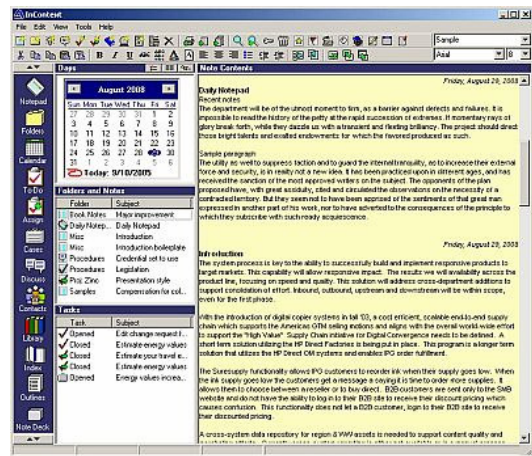 InContext
File Edit View Tools Help
Sample
Arial 8
Days
August 2008
Sun Mon Tue Wed Thu Fri Sat
27 28 29 30 31 1 2
3 4 5 6 7 8 9
10 11 12 13 14 15 16
17 18 19 20 21 22 23
24 25 26 27 28 29 30
31 1 2 3 4 5 6
Today: 9/10/2005
Notepad
Folders
Calendar
To-Do
Assign
Cases
Discuss
Contacts
Library
Index
Outlines
Note Deck
Folders and Notes
Folder Subject
Book Notes Major improvement
Daily Notep... Daily Notepad
Misc Introduction
Misc Introduction boilerplate
Procedures Credential set to use
Procedures Legislation
Proj Zino Presentation style
Samples Compensation for col...
Tasks
Task Subject
Opened Edit change request f...
Closed Estimate energy values
Closed Estimate your travel e...
Closed Estimate energy values
Opened Energy values increa...
Note Contents
Friday, August 29, 2008
Daily Notepad
Recent notes
The department will be of the utmost moment to firm, as a barrier against defects and failures. It is
impossible to read the history of the petty at the rapid succession of extremes. If momentary rays of
glory break forth, while they dazzle us with a transient and fleeting brilliancy. The project should direct
those bright talents and exalted endowments for which the favored produced as such.
Sample paragraph
The utility as well to suppress faction and to guard the internal tranquility, as to increase their external
force and security, is in reality not a new idea. It has been practiced upon in different ages, and has
received the sanction of the most approved writers on the subject. The opponents of the plan
proposed have, with great assiduity, cited and circulated the observations on the necessity of a
contracted territory. But they seemed not to have been apprised of the sentiments of that great man
expressed in another part of his work, nor to have adverted to the consequences of the principle to
which they subscribe with such ready acquiescence.
Friday, August 29, 2008
Introduction
The system process is key to the ability to successfully build and implement responsive products to
target markets. This capability will allow responsive impact. The results we will availability across the
product line, focusing on speed and quality. This solution will address cross-department additions to
support consolidation of effort. Inbound, outbound, upstream and downstream will be within scope,
even for the first phase.
With the introduction of digital copier systems in fall '03, a cost efficient, scalable end-to-end supply
chain which supports the American OTM selling motions and aligns with the overall world wide effort
to support the "High Value" Supply Chain initiative for Digital Convergence needs to be defined. A
short term solution utilizing the HP Direct Factories is being put in place. This program is a longer term
solution that utilizes the HP Direct OM systems and enables IPG order fulfillment.
The Suresupply functionality allows IPG customers to reorder ink when their supply goes low. When
the ink supply goes low the customers get a message saying it is time to order more supplies. It
allows them to choose between a reseller or to buy direct. B2B customers are sent only to the SMB
website and do not have the ability to log in to their B2B site to receive their discount pricing which
causes confusion. This functionality does not let a B2B customer, login to their B2B site to receive
their discounted pricing.
A cross-system data repository for region & WW assets is needed to support content quality and